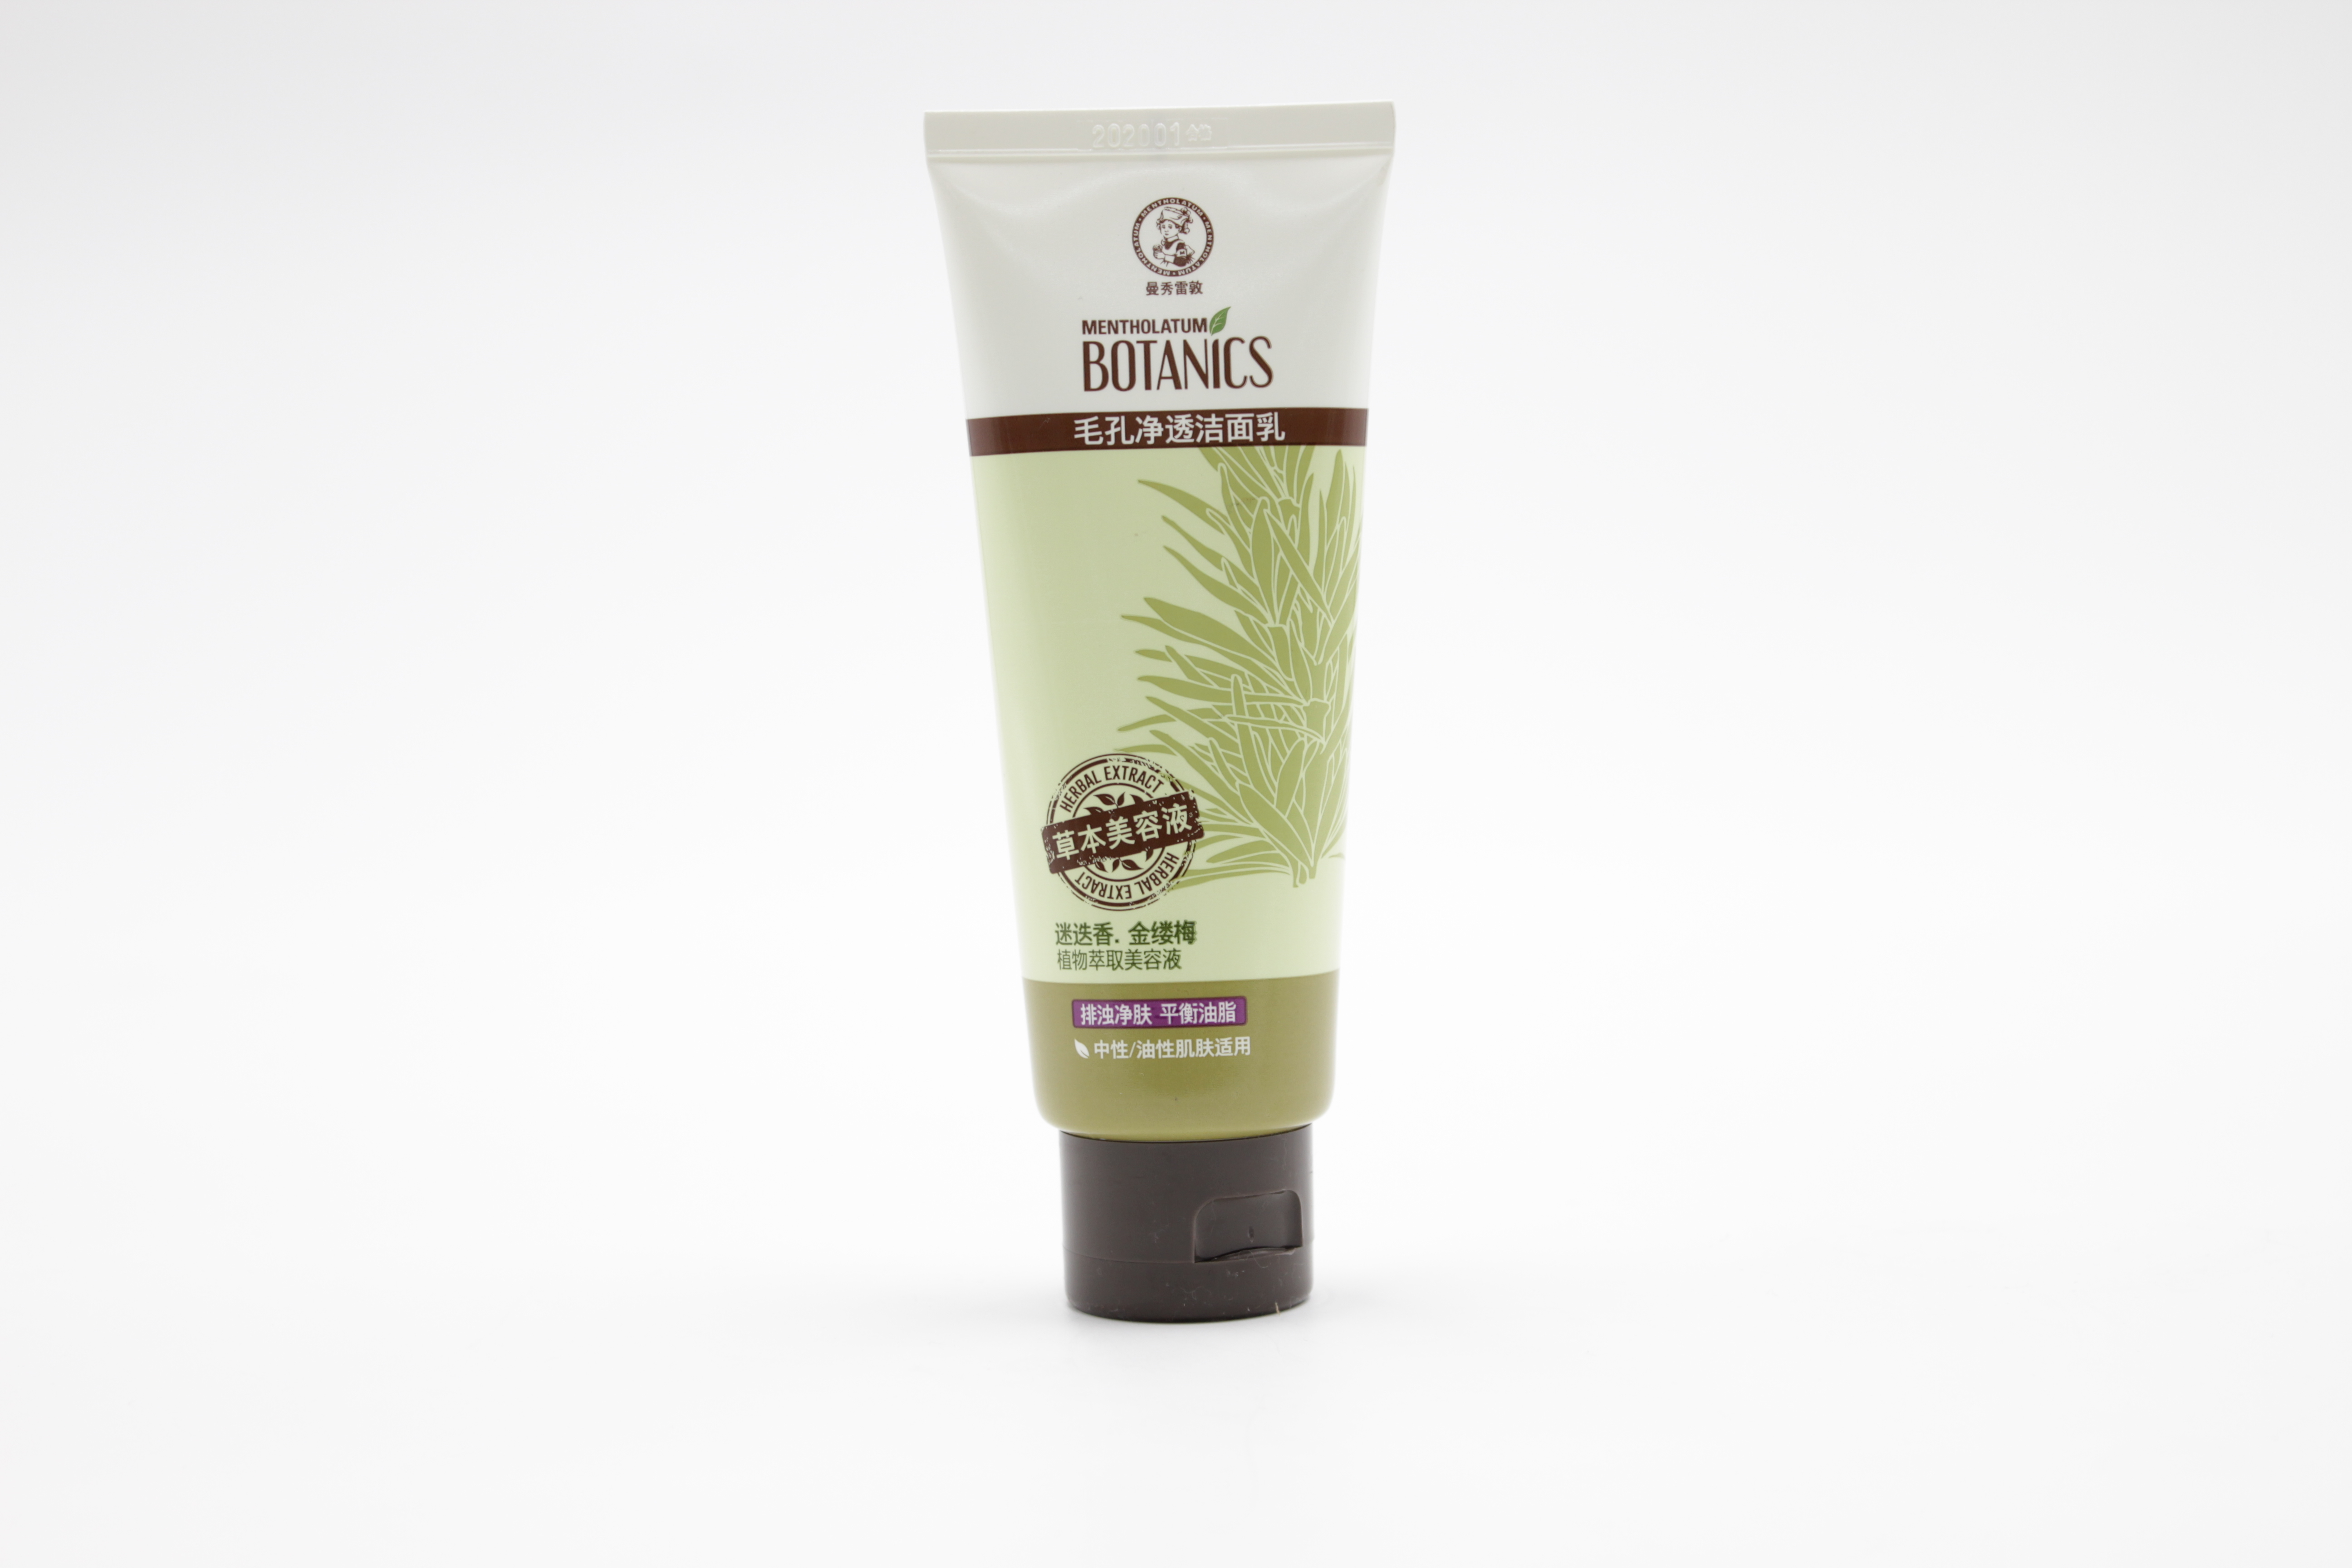 202001
MENTHOLATUM · MENTHOLATUM · MENTHOLATUM
曼秀雷敦
MENTHOLATUM
BOTANICS
毛孔净透洁面乳
HERBAL EXTRACT
草本美容液
HERBAL EXTRACT
迷迭香. 金缕梅
植物萃取美容液
排浊净肤 平衡油脂
中性/油性肌肤适用